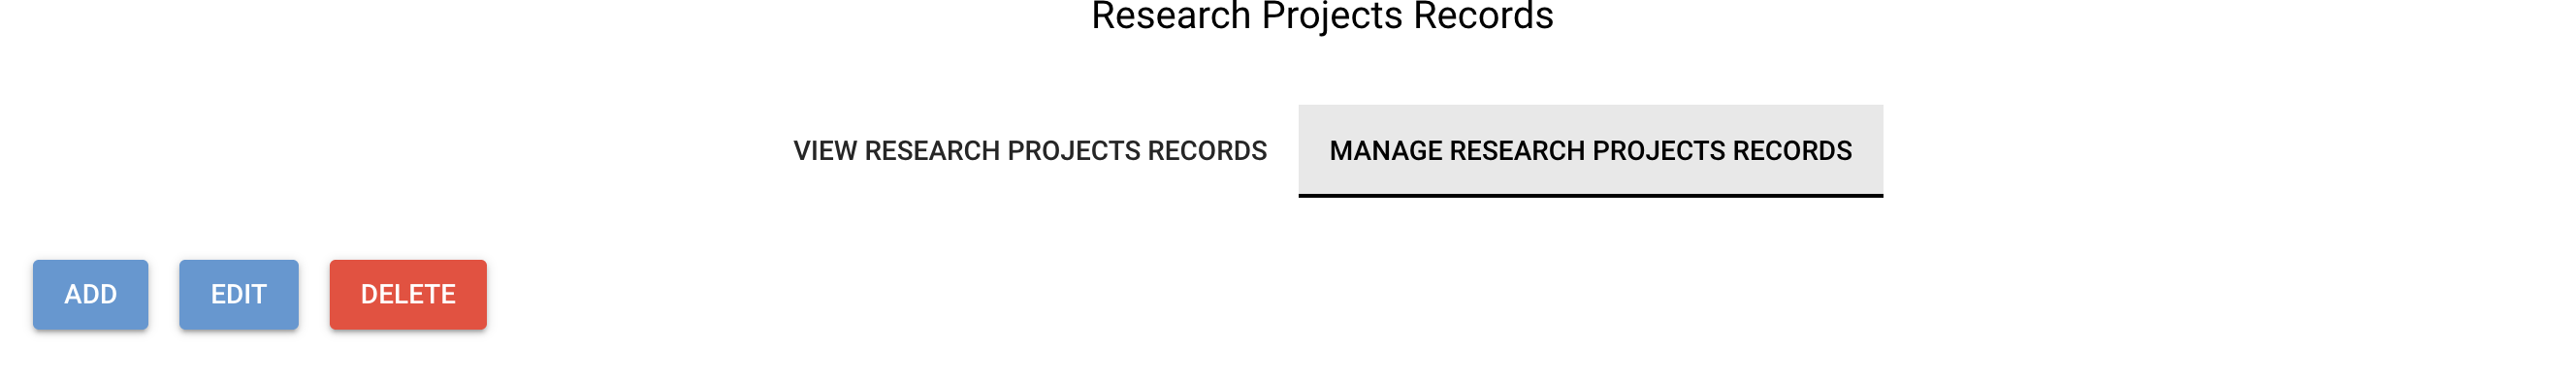 Research Projects Records
VIEW RESEARCH PROJECTS RECORDS MANAGE RESEARCH PROJECTS RECORDS
ADD EDIT DELETE